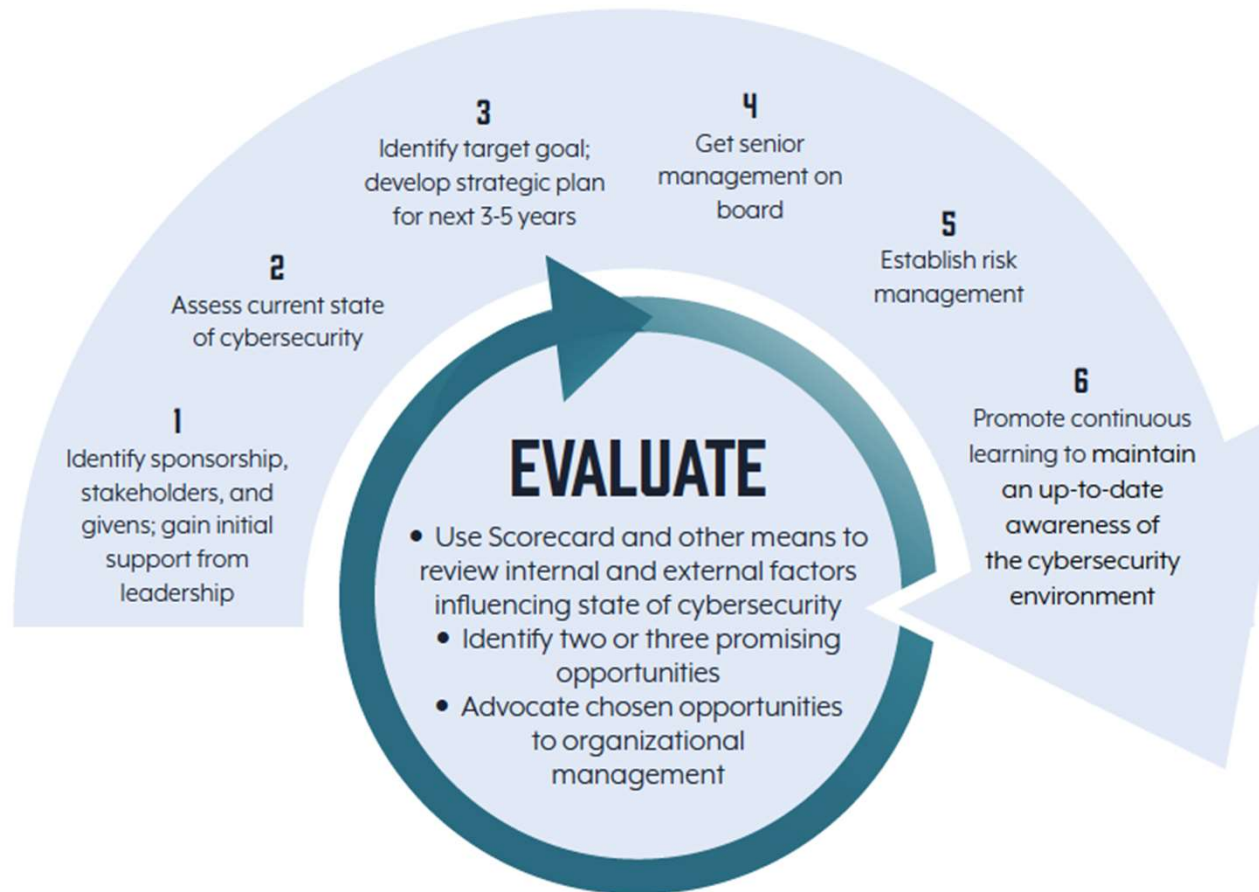 1
Identify sponsorship,
stakeholders, and
givens; gain initial
support from
leadership
2
Assess current state
of cybersecurity
3
Identify target goal;
develop strategic plan
for next 3-5 years
4
Get senior
management on
board
5
Establish risk
management
6
Promote continuous
learning to maintain
an up-to-date
awareness of
the cybersecurity
environment
EVALUATE
• Use Scorecard and other means to
review internal and external factors
influencing state of cybersecurity
• Identify two or three promising
opportunities
• Advocate chosen opportunities
to organizational
management